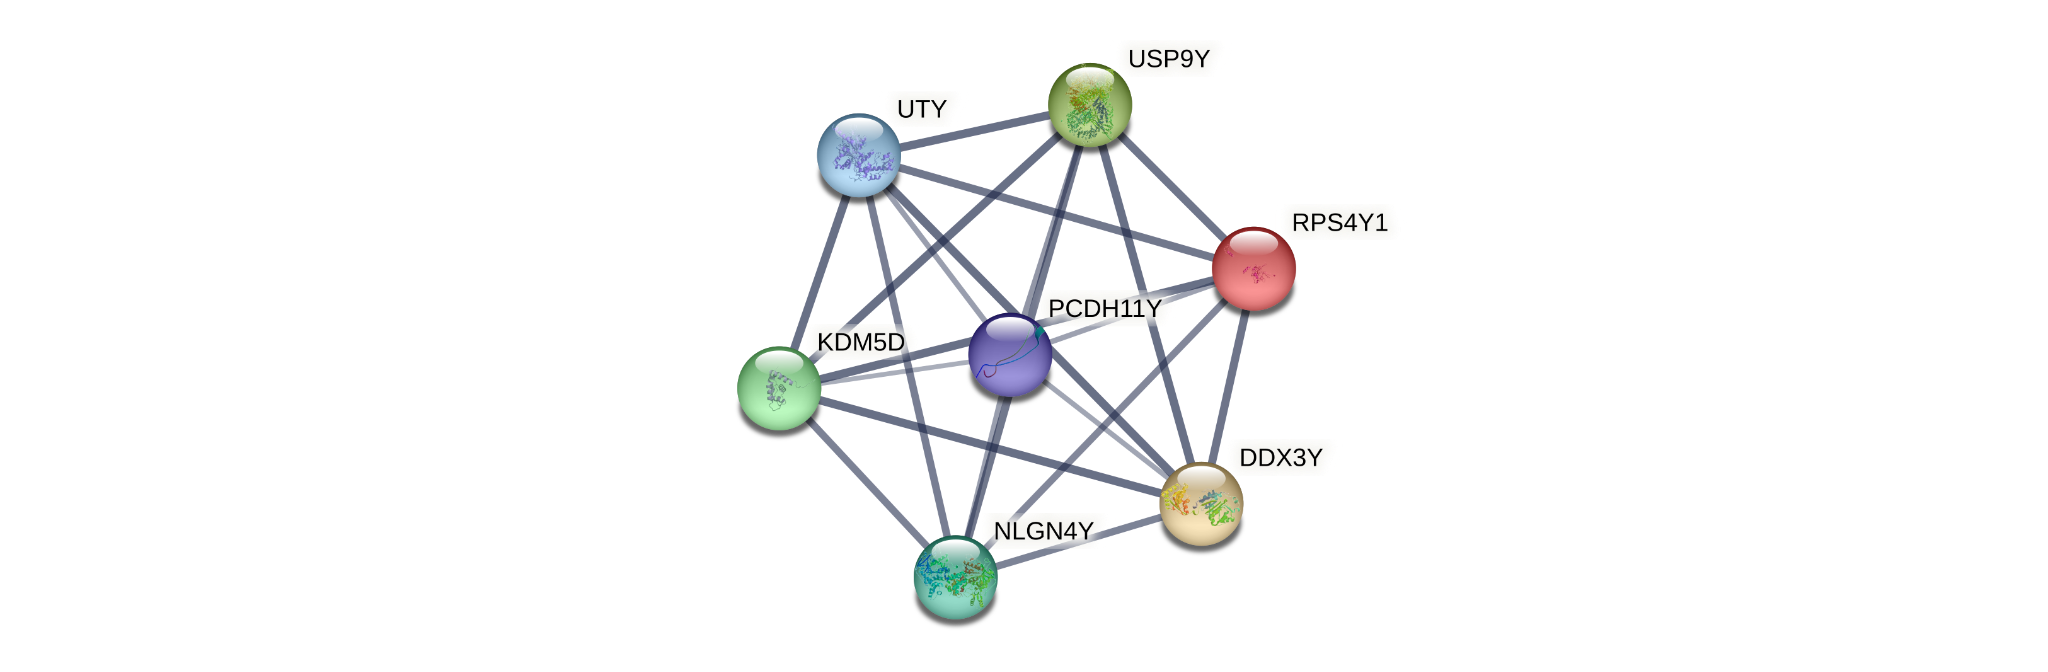 USP9Y
UTY
RPS4Y1
PCDH11Y
KDM5D
DDX3Y
NLGN4Y